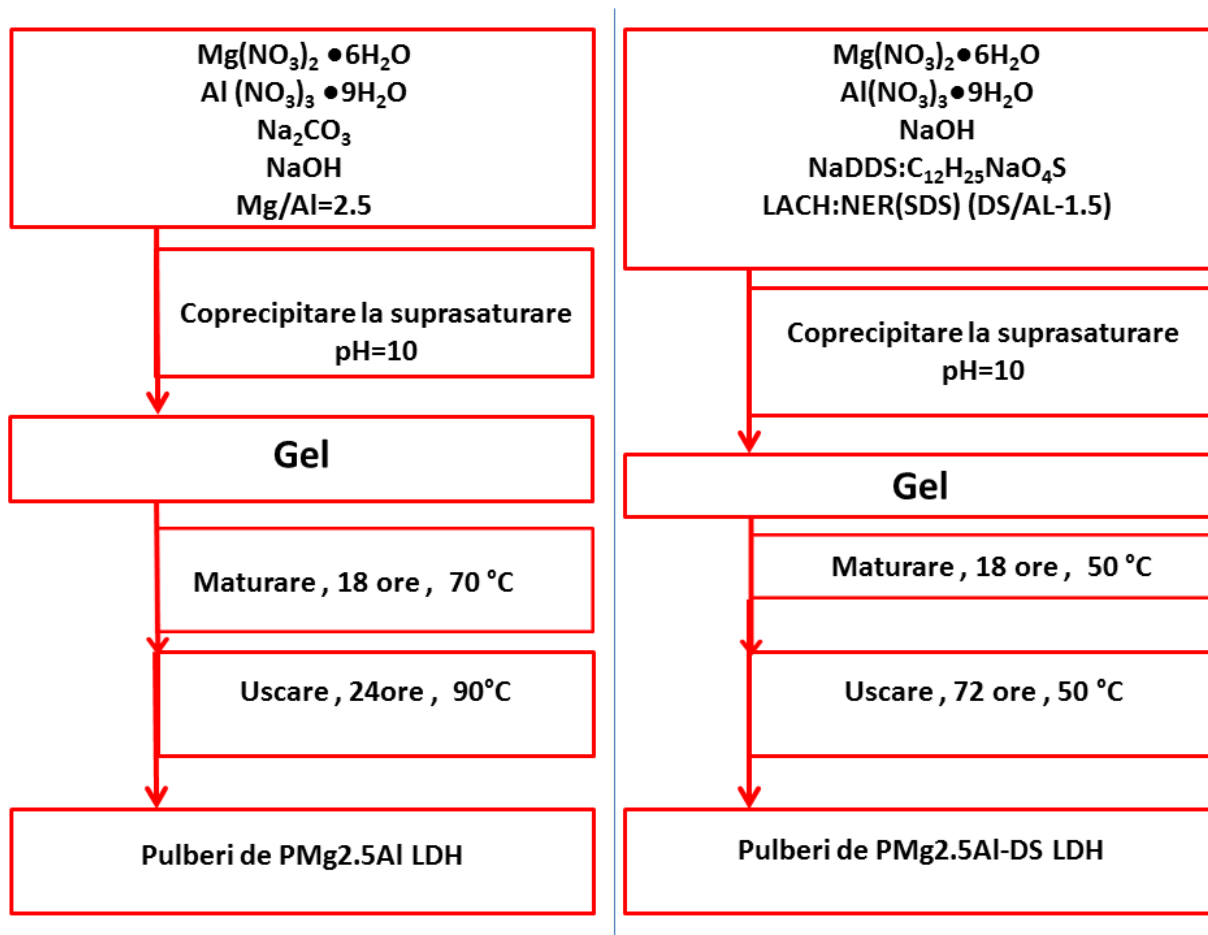 Mg(NO₃)₂ ●6H₂O
Al (NO₃)₃ ●9H₂O
Na₂CO₃
NaOH
Mg/Al=2.5
Coprecipitare la suprasaturare
pH=10
Gel
Maturare , 18 ore , 70 °C
Uscare , 24ore , 90°C
Pulberi de PMg2.5Al LDH
Mg(NO₃)₂●6H₂O
Al(NO₃)₃●9H₂O
NaOH
NaDDS:C₁₂H₂₅NaO₄S
LACH:NER(SDS) (DS/AL-1.5)
Coprecipitare la suprasaturare
pH=10
Gel
Maturare , 18 ore , 50 °C
Uscare , 72 ore , 50 °C
Pulberi de PMg2.5Al-DS LDH